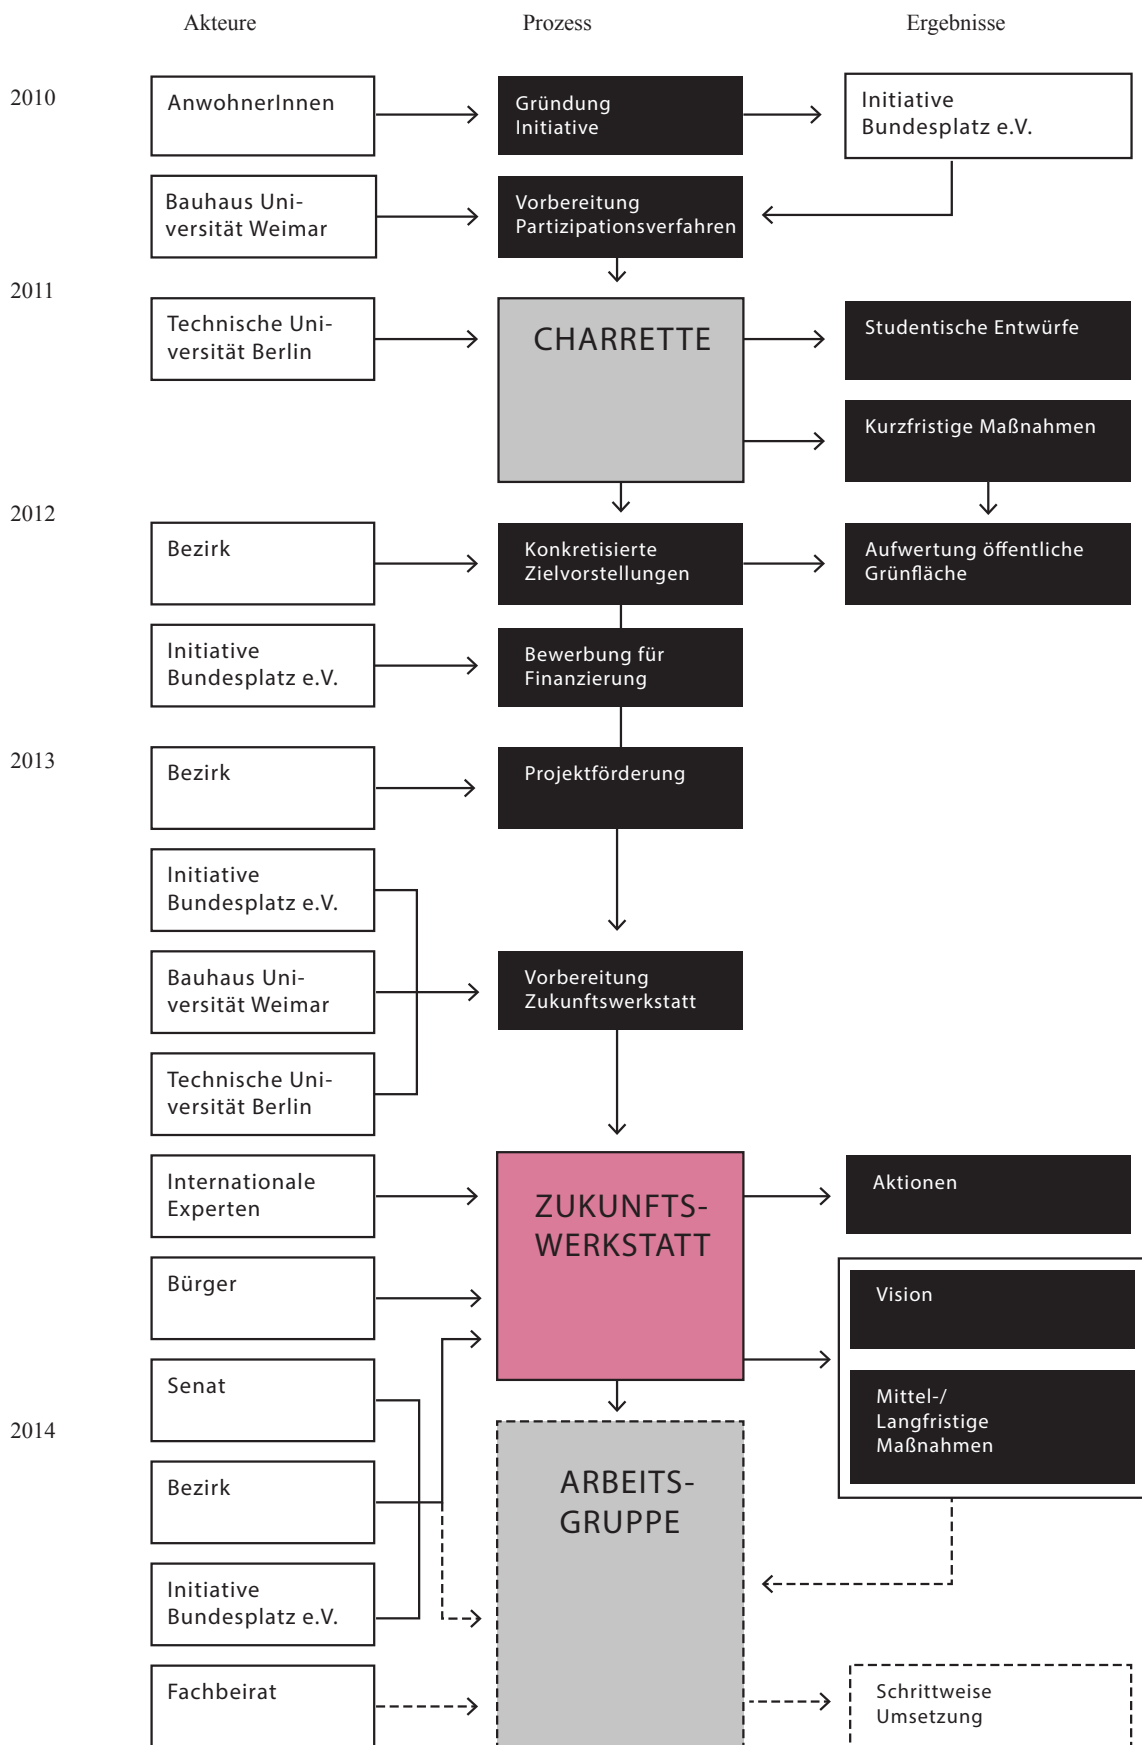 Akteure
Prozess
Ergebnisse
2010
AnwohnerInnen
Gründung
Initiative
Initiative
Bundesplatz e.V.
Bauhaus Uni-
versität Weimar
Vorbereitung
Partizipationsverfahren
2011
Technische Uni-
versität Berlin
CHARRETTE
Studentische Entwürfe
Kurzfristige Maßnahmen
2012
Bezirk
Konkretisierte
Zielvorstellungen
Aufwertung öffentliche
Grünfläche
Initiative
Bundesplatz e.V.
Bewerbung für
Finanzierung
2013
Bezirk
Projektförderung
Initiative
Bundesplatz e.V.
Bauhaus Uni-
versität Weimar
Vorbereitung
Zukunftswerkstatt
Technische Uni-
versität Berlin
Internationale
Experten
ZUKUNFTS-
WERKSTATT
Aktionen
Bürger
Vision
Senat
Mittel-/
Langfristige
Maßnahmen
2014
Bezirk
ARBEITS-
GRUPPE
Initiative
Bundesplatz e.V.
Fachbeirat
Schrittweise
Umsetzung